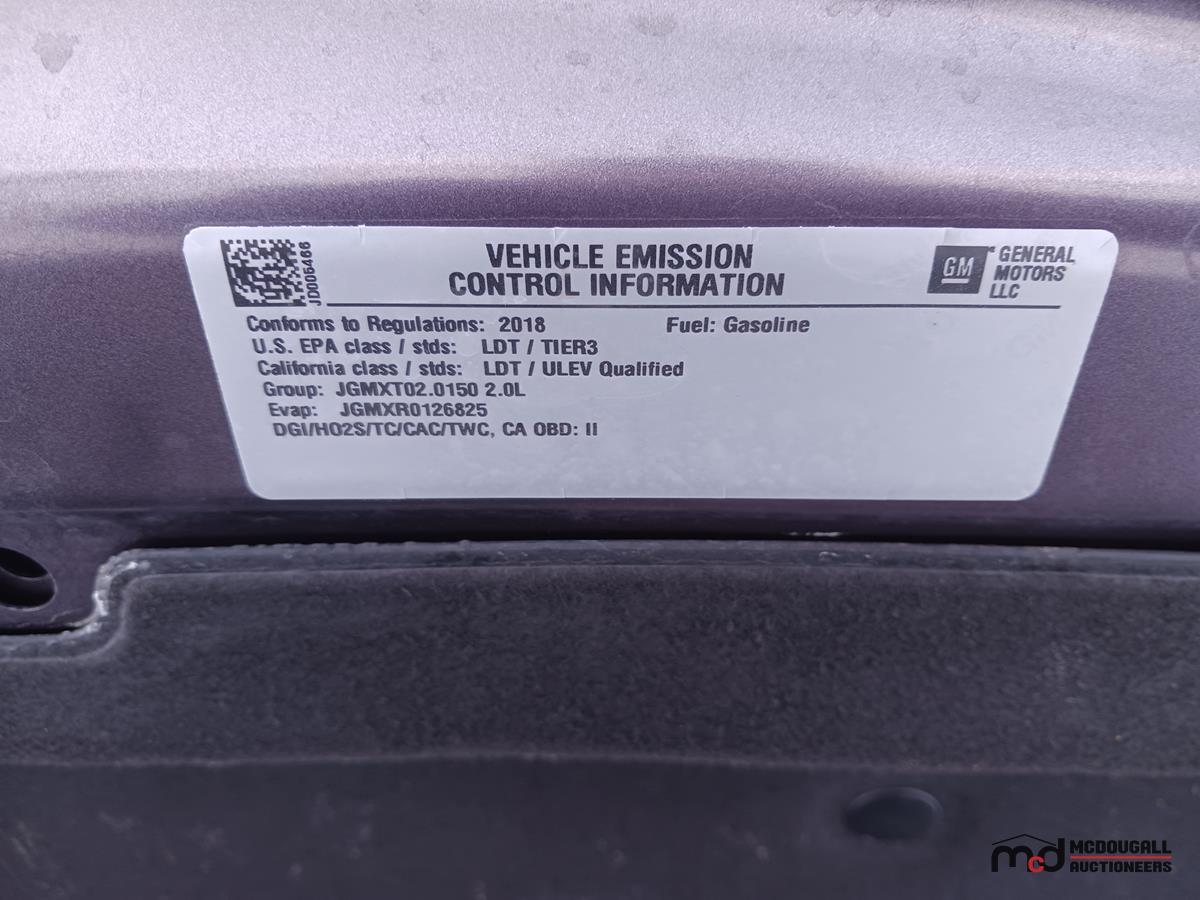 JD005466
VEHICLE EMISSION
CONTROL INFORMATION
GM
GENERAL
MOTORS
LLC
Conforms to Regulations: 2018 Fuel: Gasoline
U.S. EPA class / stds: LDT / TIER3
California class / stds: LDT / ULEV Qualified
Group: JGMXT02.0150 2.0L
Evap: JGMXR0126825
DGI/HO2S/TC/CAC/TWC, CA OBD: II
mcd MCDOUGALL
AUCTIONEERS